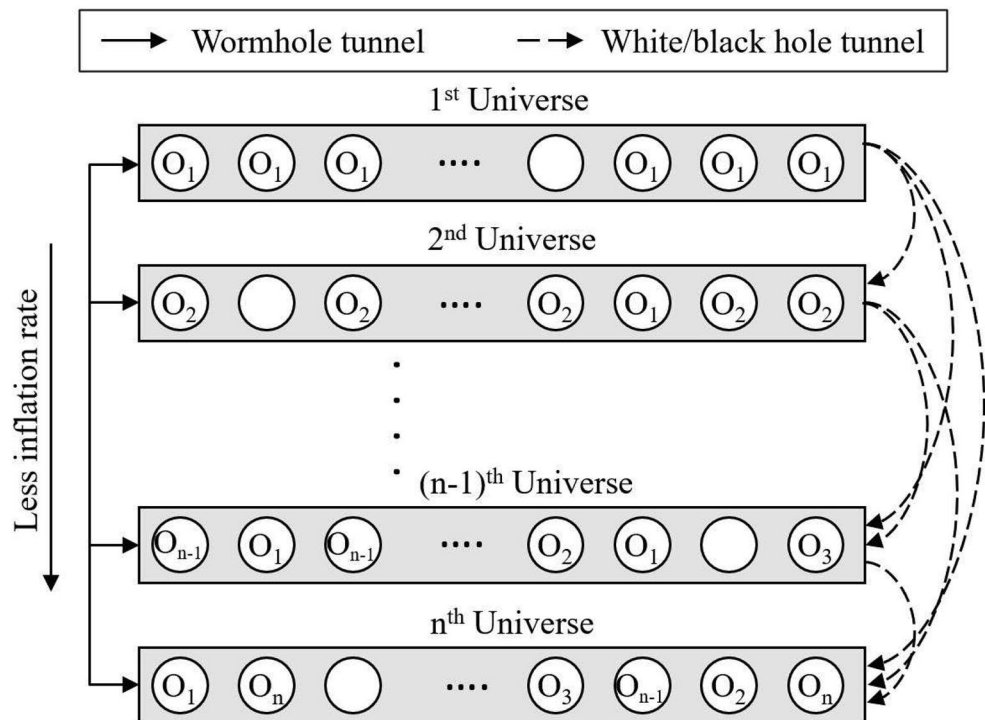 Wormhole tunnel White/black hole tunnel
1st Universe
O1 O1 O1 .... O1 O1 O1
2nd Universe
O2 O2 .... O2 O1 O2 O2
Less inflation rate
(n-1)th Universe
On-1 O1 On-1 .... O2 O1 O3
nth Universe
O1 On .... O3 On-1 O2 On